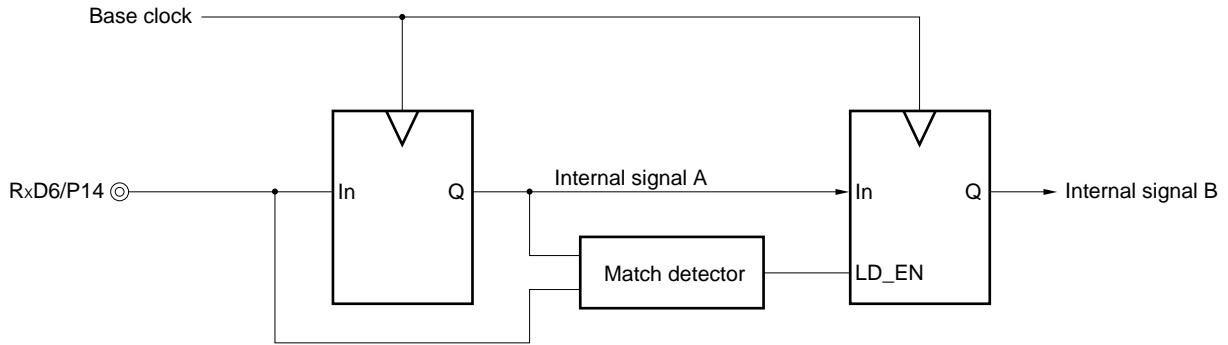 Base clock
RxD6/P14
In
Q
Internal signal A
In
Q
Internal signal B
Match detector
LD_EN